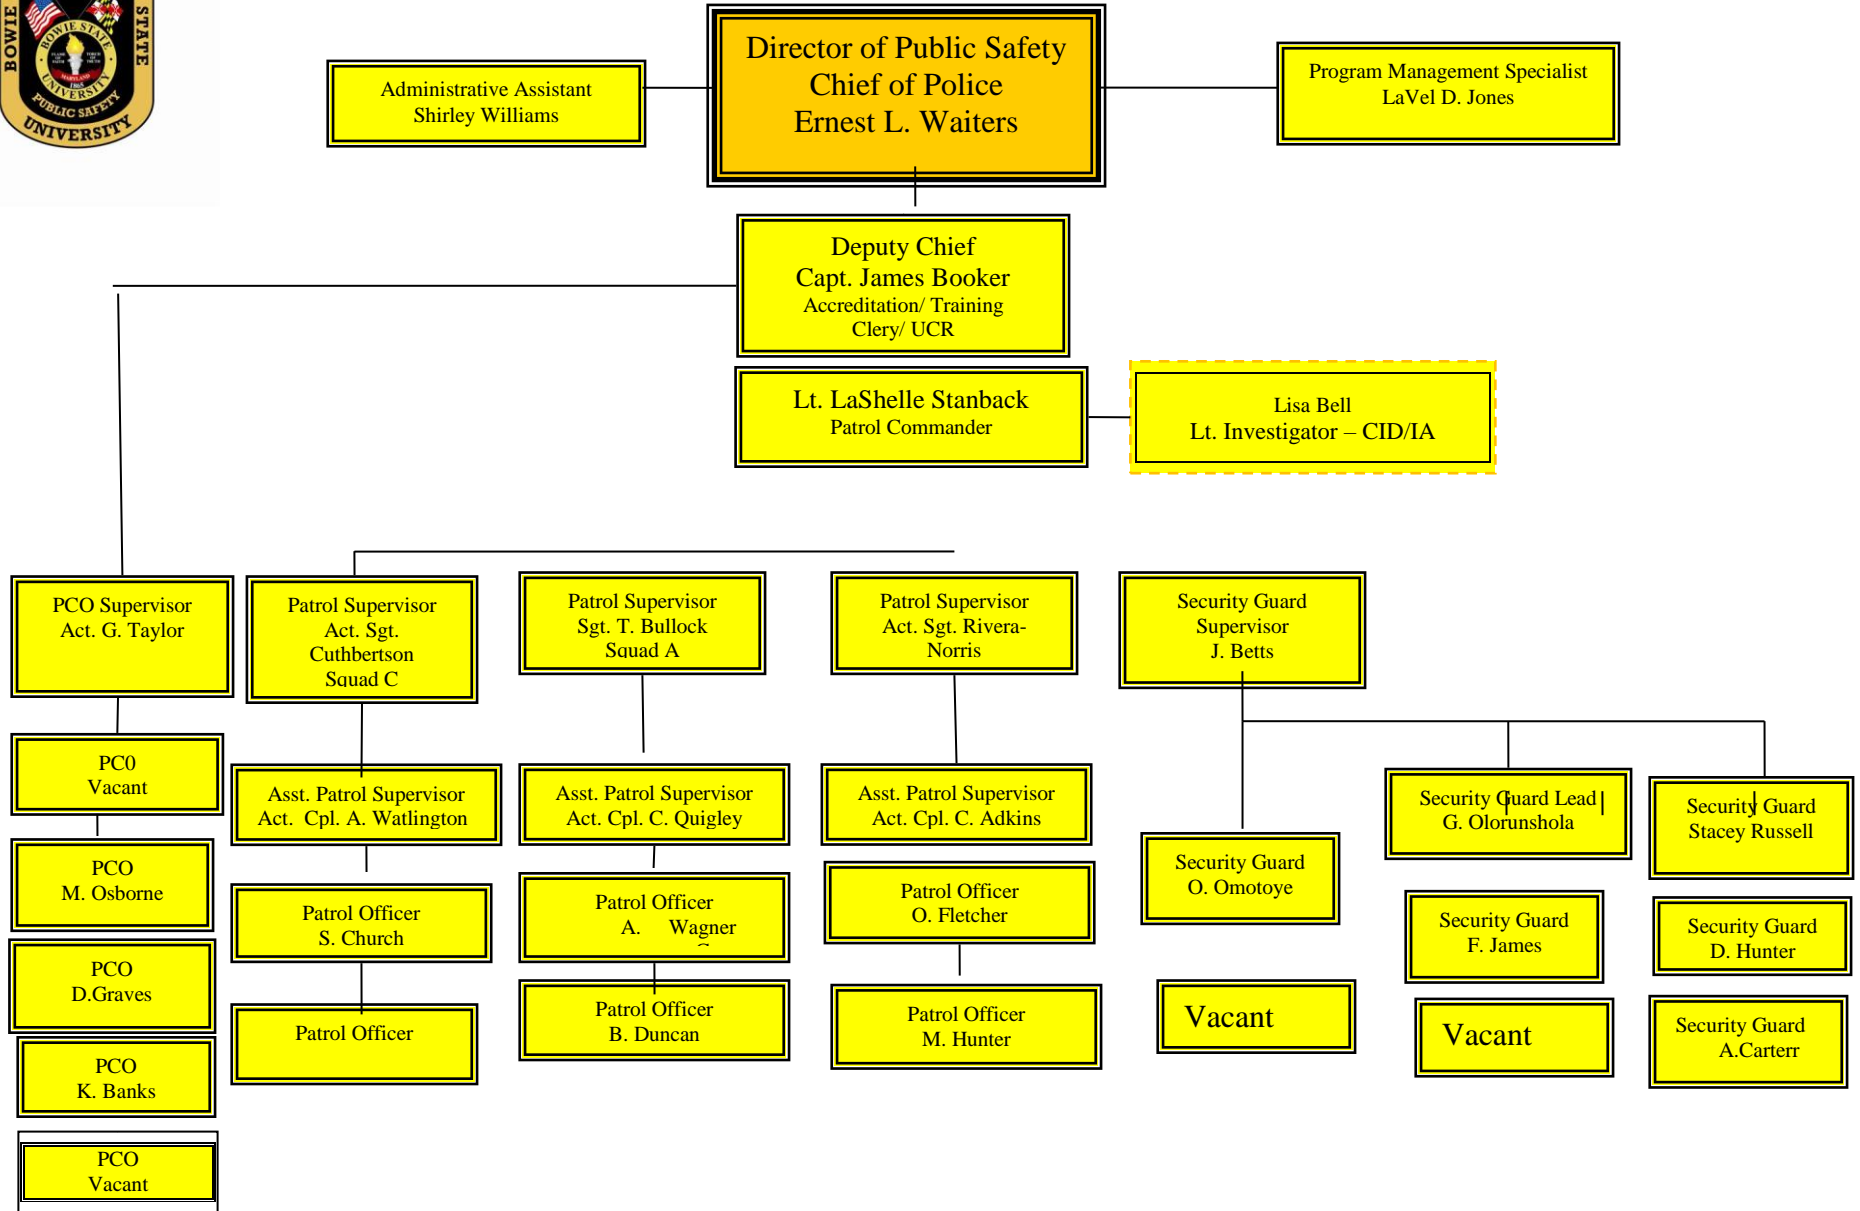 BOWIE
STATE
BOWIE STATE
UNIVERSITY
MARYLAND
1865
PUBLIC SAFETY
UNIVERSITY
Administrative Assistant
Shirley Williams
Director of Public Safety
Chief of Police
Ernest L. Waiters
Program Management Specialist
LaVel D. Jones
Deputy Chief
Capt. James Booker
Accreditation/ Training
Clery/ UCR
Lt. LaShelle Stanback
Patrol Commander
Lisa Bell
Lt. Investigator – CID/IA
PCO Supervisor
Act. G. Taylor
PC0
Vacant
PCO
M. Osborne
PCO
D.Graves
PCO
K. Banks
PCO
Vacant
Patrol Supervisor
Act. Sgt.
Cuthbertson
Squad C
Asst. Patrol Supervisor
Act. Cpl. A. Watlington
Patrol Officer
S. Church
Patrol Officer
Patrol Supervisor
Sgt. T. Bullock
Squad A
Asst. Patrol Supervisor
Act. Cpl. C. Quigley
Patrol Officer
A. Wagner
Patrol Officer
B. Duncan
Patrol Supervisor
Act. Sgt. Rivera-
Norris
Asst. Patrol Supervisor
Act. Cpl. C. Adkins
Patrol Officer
O. Fletcher
Patrol Officer
M. Hunter
Security Guard
Supervisor
J. Betts
Security Guard
O. Omotoye
Vacant
Security Guard Lead
G. Olorunshola
Security Guard
F. James
Vacant
Security Guard
Stacey Russell
Security Guard
D. Hunter
Security Guard
A.Carterr